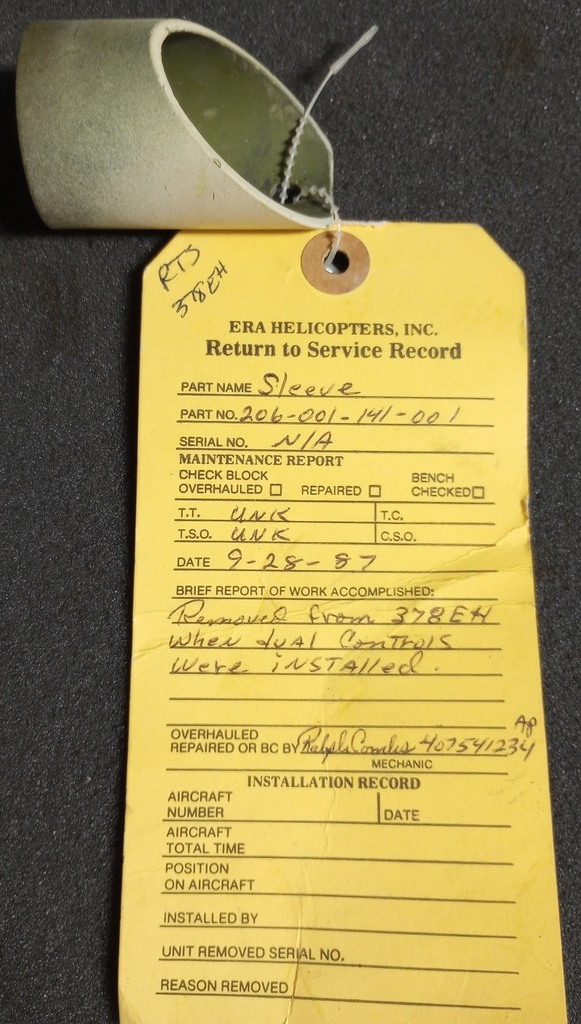 RTS
378EH
ERA HELICOPTERS, INC.
Return to Service Record
PART NAME Sleeve
PART NO. 206-001-141-001
SERIAL NO. N/A
MAINTENANCE REPORT
CHECK BLOCK
OVERHAULED ☐ REPAIRED ☐ BENCH CHECKED ☐
T.T. UNK T.C.
T.S.O. UNK C.S.O.
DATE 9-28-87
BRIEF REPORT OF WORK ACCOMPLISHED:
Removed from 378EH
when dual Controls
were iNSTAlled.
OVERHAULED
REPAIRED OR BC BY Ralph 407541234 AP
MECHANIC
INSTALLATION RECORD
AIRCRAFT
NUMBER DATE
AIRCRAFT
TOTAL TIME
POSITION
ON AIRCRAFT
INSTALLED BY
UNIT REMOVED SERIAL NO.
REASON REMOVED